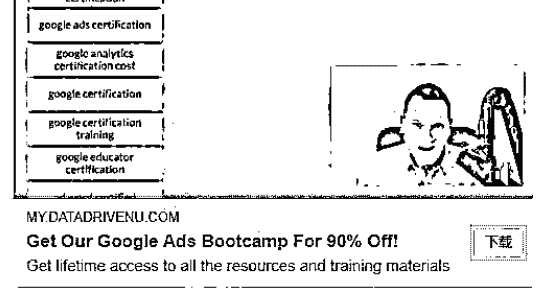 google ads certification
google analytics
certification cost
google certification
google certification
training
google educator
certification
MY.DATADRIVENU.COM
Get Our Google Ads Bootcamp For 90% Off!
下载
Get lifetime access to all the resources and training materials